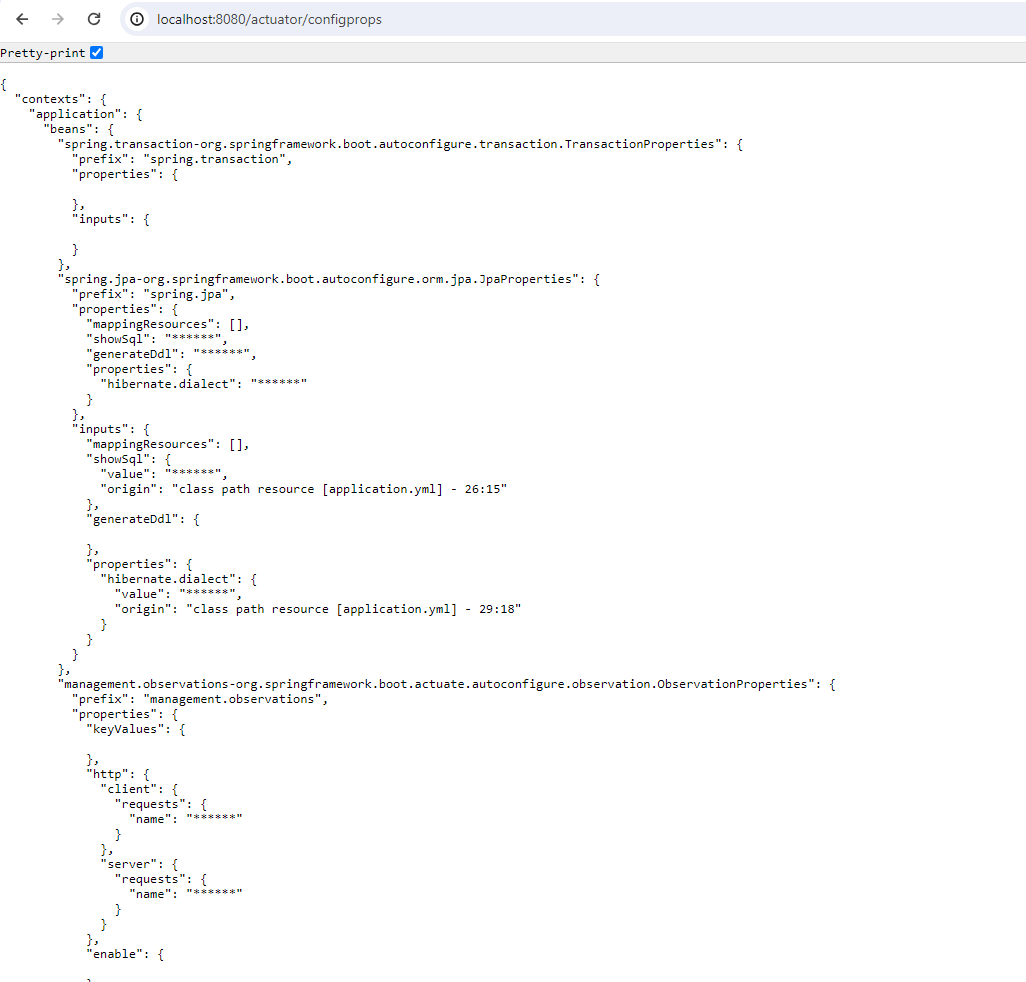 localhost:8080/actuator/configprops
Pretty-print
{
  "contexts": {
    "application": {
      "beans": {
        "spring.transaction-org.springframework.boot.autoconfigure.transaction.TransactionProperties": {
          "prefix": "spring.transaction",
          "properties": {

          },
          "inputs": {

          }
        },
        "spring.jpa-org.springframework.boot.autoconfigure.orm.jpa.JpaProperties": {
          "prefix": "spring.jpa",
          "properties": {
            "mappingResources": [],
            "showSql": "******",
            "generateDdl": "******",
            "properties": {
              "hibernate.dialect": "******"
            }
          },
          "inputs": {
            "mappingResources": [],
            "showSql": {
              "value": "******",
              "origin": "class path resource [application.yml] - 26:15"
            },
            "generateDdl": {

            },
            "properties": {
              "hibernate.dialect": {
                "value": "******",
                "origin": "class path resource [application.yml] - 29:18"
              }
            }
          }
        },
        "management.observations-org.springframework.boot.actuate.autoconfigure.observation.ObservationProperties": {
          "prefix": "management.observations",
          "properties": {
            "keyValues": {

            },
            "http": {
              "client": {
                "requests": {
                  "name": "******"
                }
              },
              "server": {
                "requests": {
                  "name": "******"
                }
              }
            },
            "enable": {